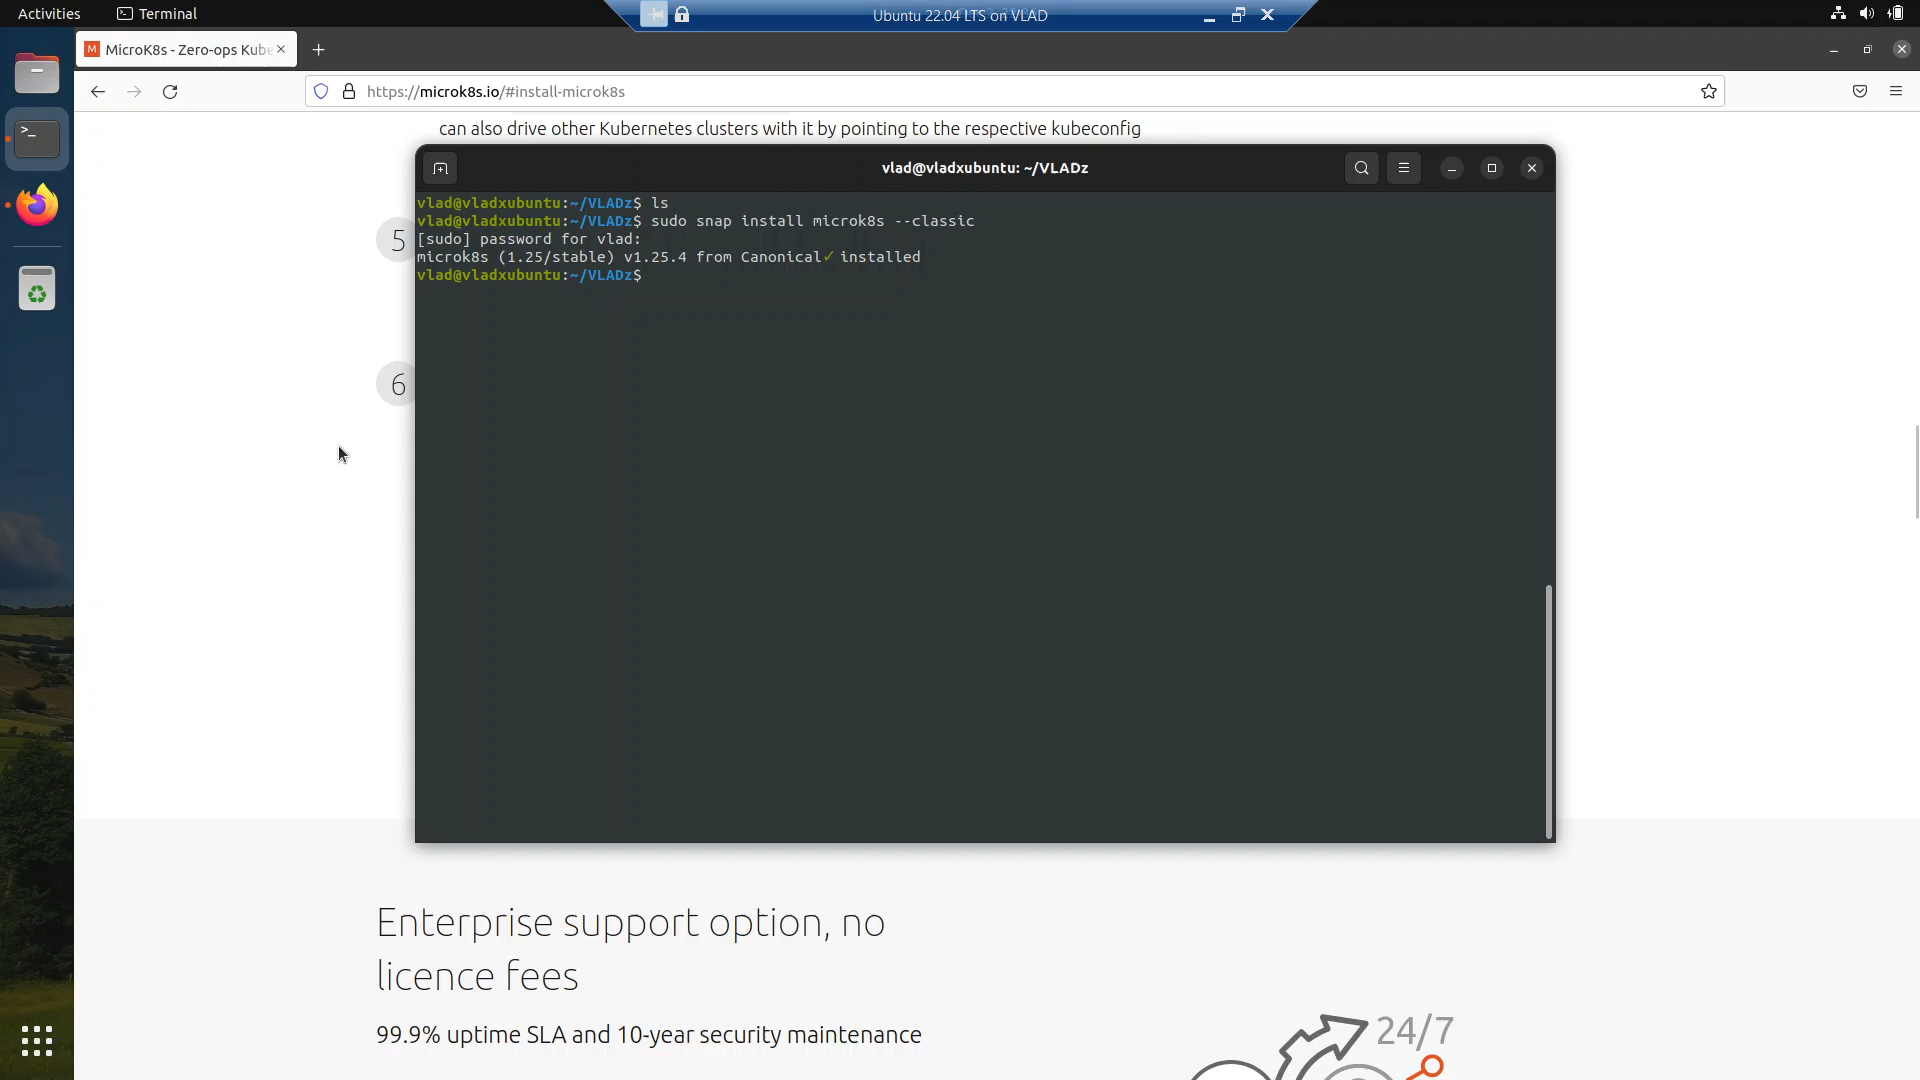 Activities
Terminal
Ubuntu 22.04 LTS on VLAD
MicroK8s - Zero-ops Kube
https://microk8s.io/#install-microk8s
can also drive other Kubernetes clusters with it by pointing to the respective kubeconfig
vlad@vladxubuntu: ~/VLADz
vlad@vladxubuntu:~/VLADz$ ls
vlad@vladxubuntu:~/VLADz$ sudo snap install microk8s --classic
[sudo] password for vlad:
microk8s (1.25/stable) v1.25.4 from Canonical✓ installed
vlad@vladxubuntu:~/VLADz$
5
6
Enterprise support option, no
licence fees
99.9% uptime SLA and 10-year security maintenance
24/7